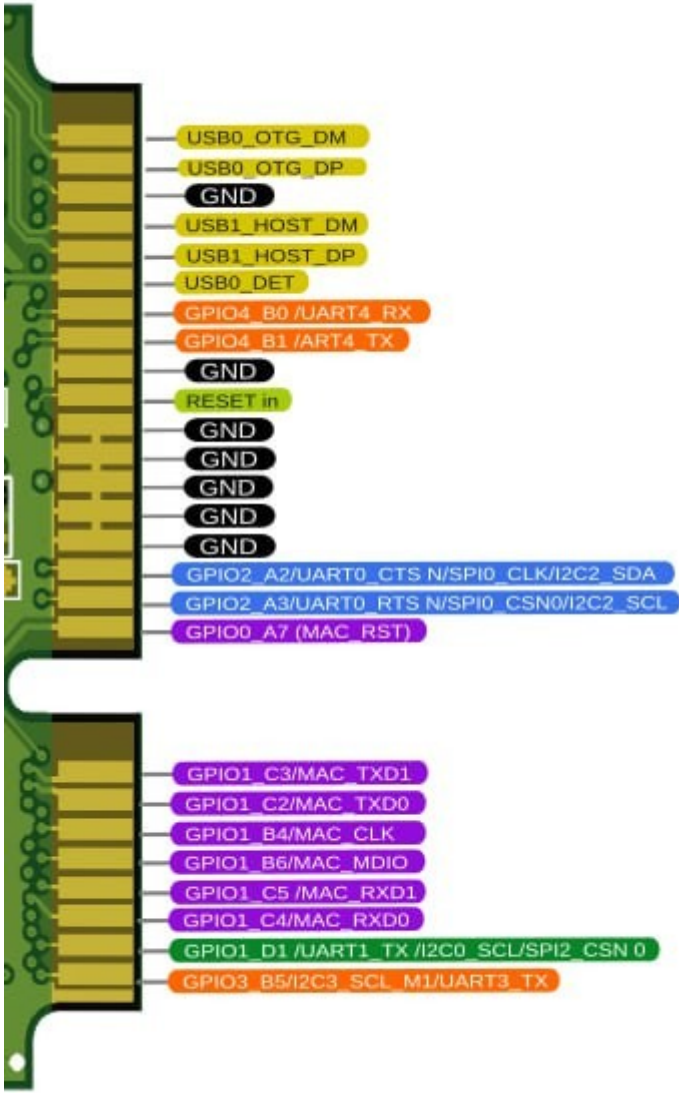 USB0_OTG_DM
USB0_OTG_DP
GND
USB1_HOST_DM
USB1_HOST_DP
USB0_DET
GPIO4_B0 /UART4_RX
GPIO4_B1 /ART4_TX
GND
RESET in
GND
GND
GND
GND
GND
GPIO2_A2/UART0_CTS N/SPI0_CLK/I2C2_SDA
GPIO2_A3/UART0_RTS N/SPI0_CSN0/I2C2_SCL
GPIO0_A7 (MAC_RST)
GPIO1_C3/MAC_TXD1
GPIO1_C2/MAC_TXD0
GPIO1_B4/MAC_CLK
GPIO1_B6/MAC_MDIO
GPIO1_C5 /MAC_RXD1
GPIO1_C4/MAC_RXD0
GPIO1_D1 /UART1_TX /I2C0_SCL/SPI2_CSN 0
GPIO3_B5/I2C3_SCL_M1/UART3_TX